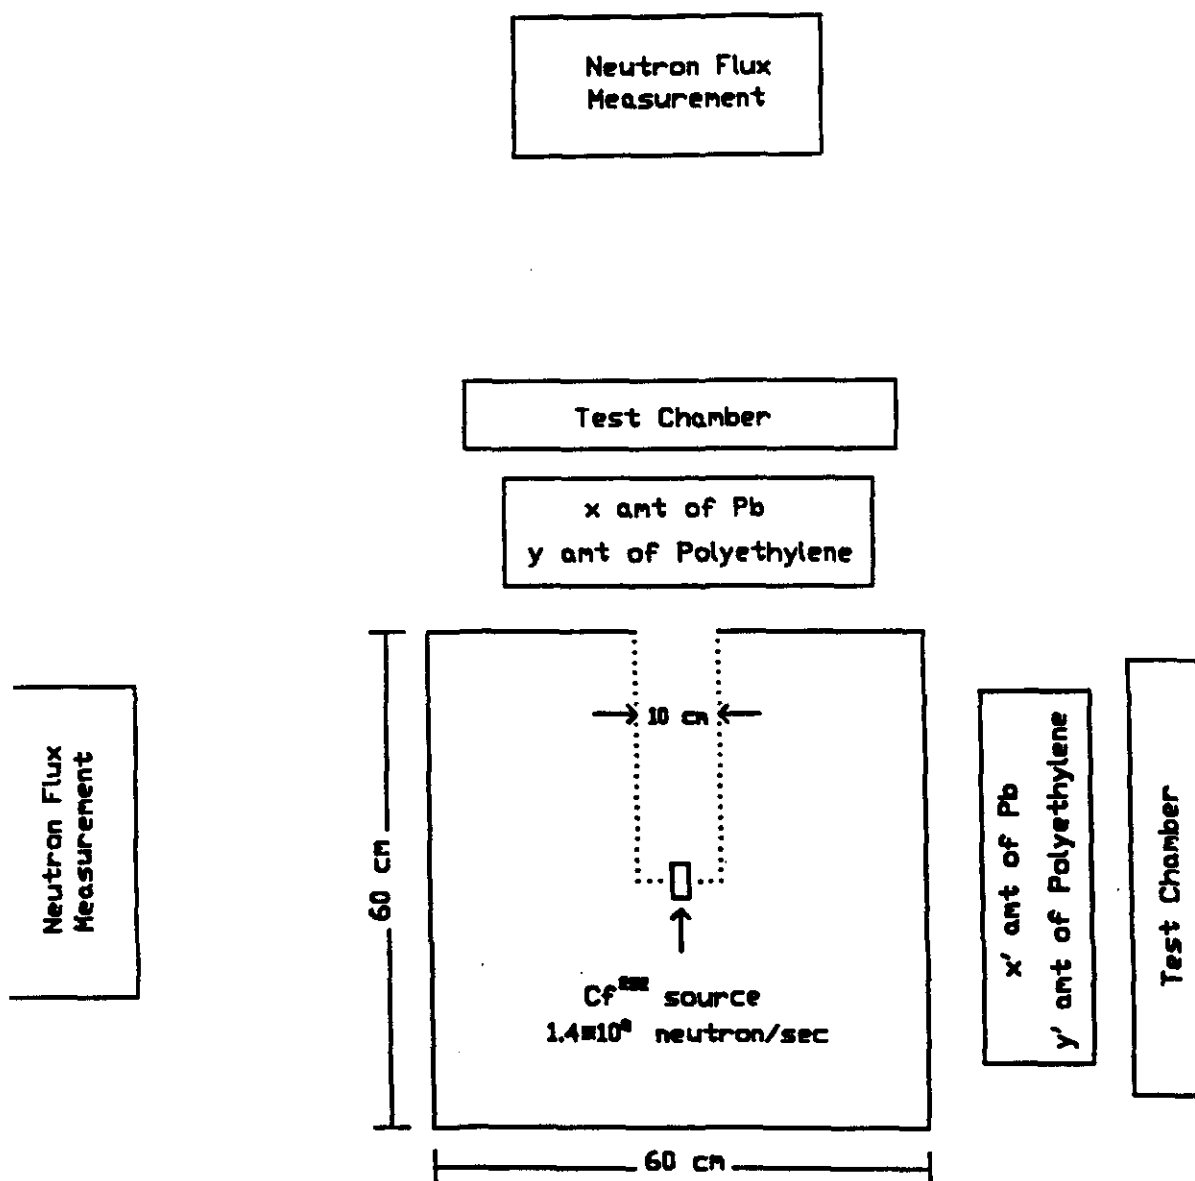 Neutron Flux
Measurement
Test Chamber
x amt of Pb
y amt of Polyethylene
10 cm
60 cm
Cf²⁵² source
neutron/sec
60 cm
Neutron Flux
Measurement
x' amt of Pb
y' amt of Polyethylene
Test Chamber